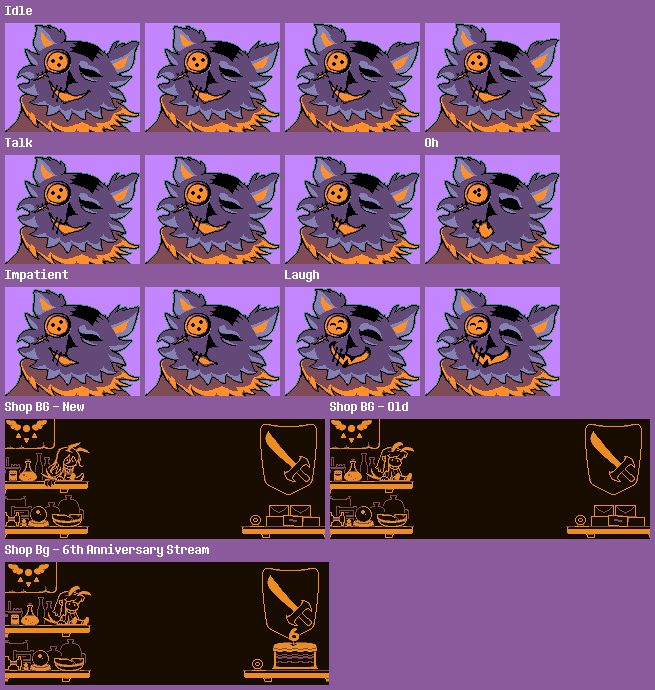 Idle
Talk
Oh
Impatient
Laugh
Shop BG - New
Shop BG - Old
Shop Bg - 6th Anniversary Stream
6